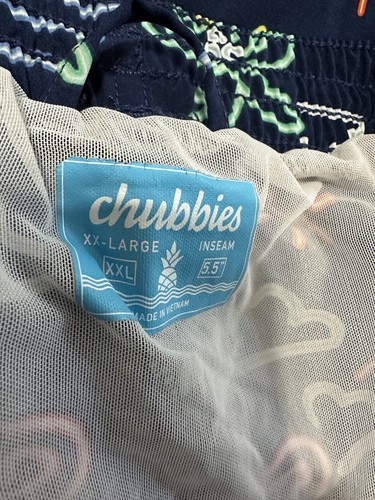 chubbies
XX-LARGE INSEAM
XXL 5.5"
MADE IN VIETNAM